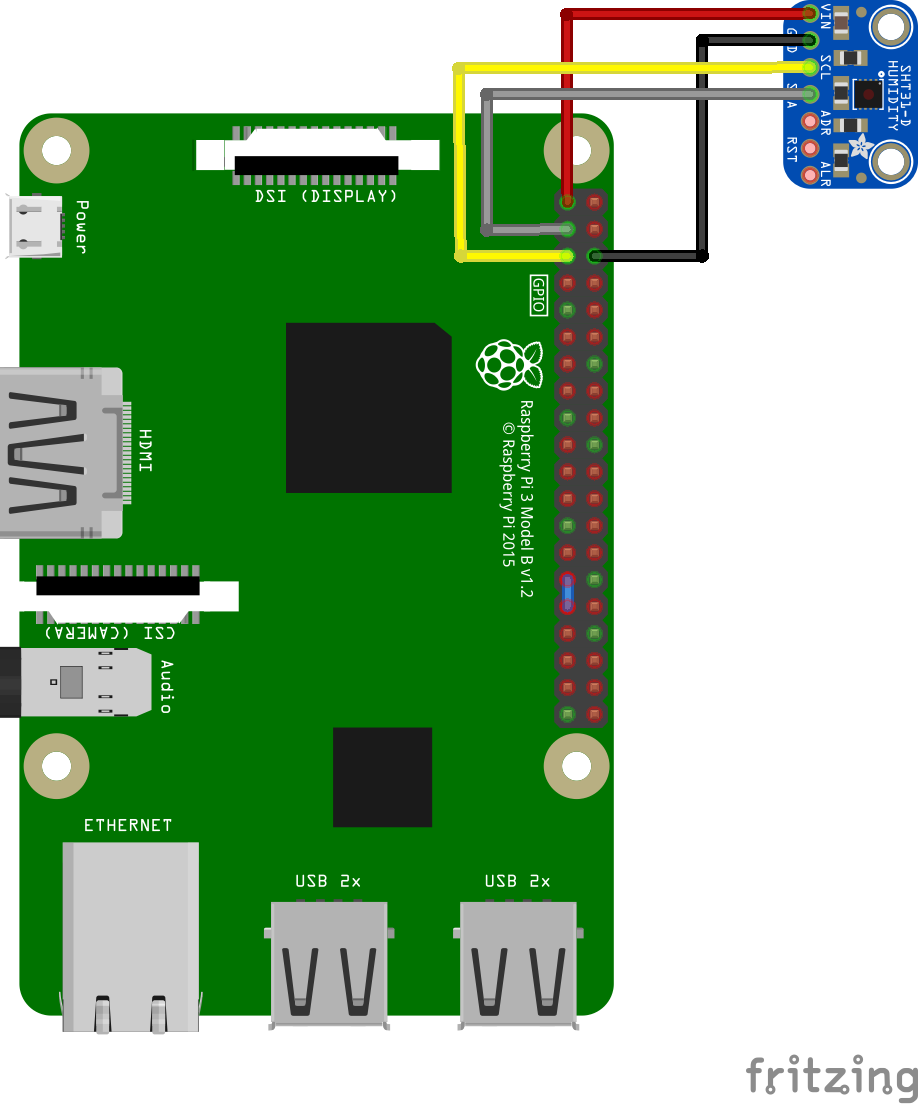 VIN
GND
SCL
SDA
ADR
RST
ALR
SHT31-D
HUMIDITY
DSI (DISPLAY)
Power
GPIO
HDMI
Raspberry Pi 3 Model B v1.2
© Raspberry Pi 2015
CSI (CAMERA)
Audio
ETHERNET
USB 2x
USB 2x
fritzing